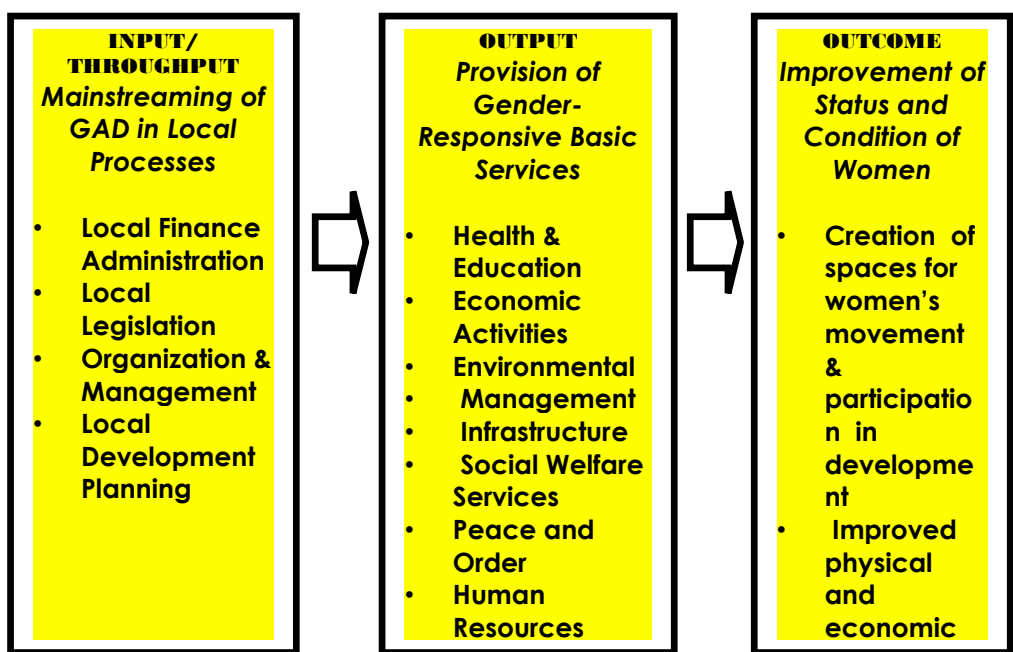 INPUT/
THROUGHPUT
Mainstreaming of
GAD in Local
Processes
• Local Finance
Administration
• Local
Legislation
• Organization &
Management
• Local
Development
Planning
OUTPUT
Provision of
Gender-
Responsive Basic
Services
• Health &
Education
• Economic
Activities
• Environmental
• Management
• Infrastructure
• Social Welfare
Services
• Peace and
Order
• Human
Resources
OUTCOME
Improvement of
Status and
Condition of
Women
• Creation of
spaces for
women’s
movement
&
participatio
n in
developme
nt
• Improved
physical
and
economic